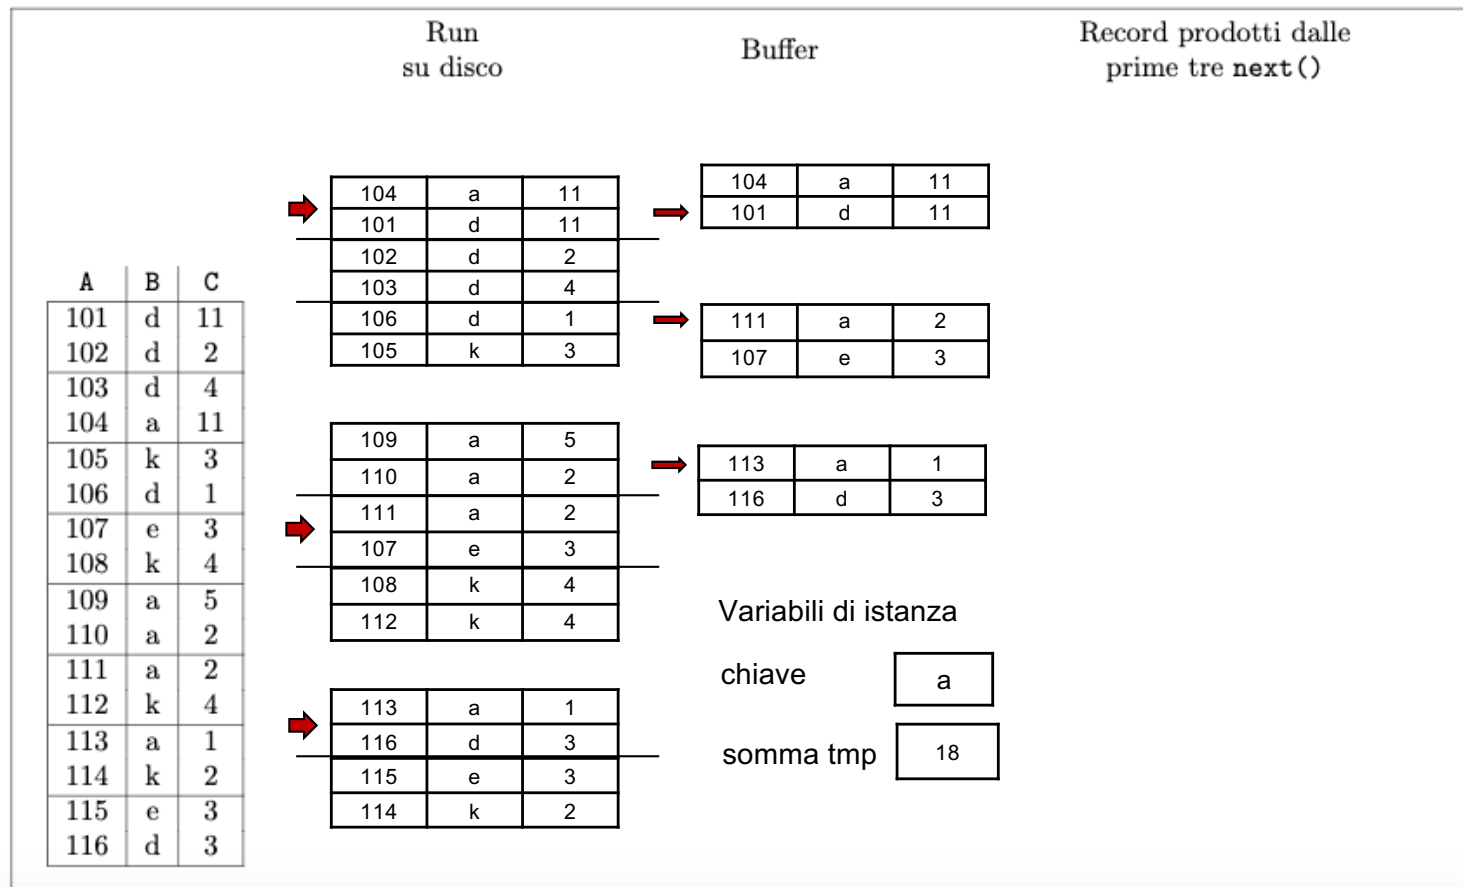 Run
su disco
Buffer
Record prodotti dalle
prime tre next()
A B C
101 d 11
102 d 2
103 d 4
104 a 11
105 k 3
106 d 1
107 e 3
108 k 4
109 a 5
110 a 2
111 a 2
112 k 4
113 a 1
114 k 2
115 e 3
116 d 3
104 a 11
101 d 11
102 d 2
103 d 4
106 d 1
105 k 3
109 a 5
110 a 2
111 a 2
107 e 3
108 k 4
112 k 4
113 a 1
116 d 3
115 e 3
114 k 2
104 a 11
101 d 11
111 a 2
107 e 3
113 a 1
116 d 3
Variabili di istanza
chiave a
somma tmp 18